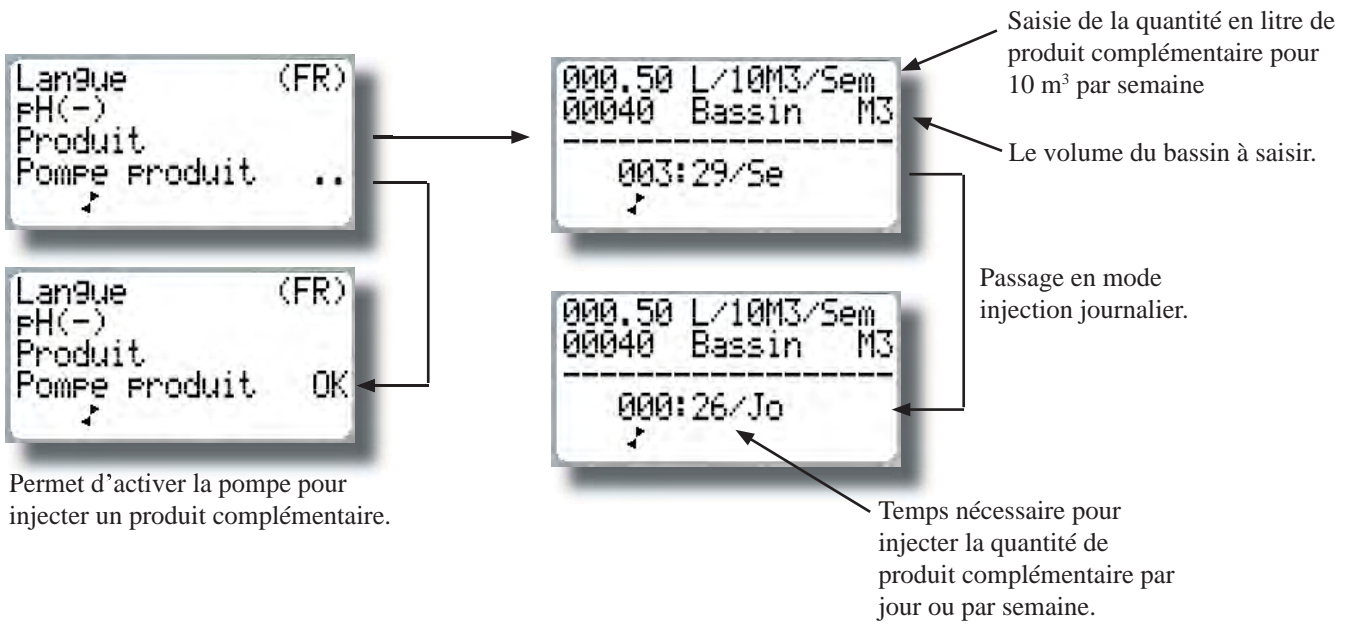 Langue (FR)
pH(-)
Produit
Pompe produit ..
Langue (FR)
pH(-)
Produit
Pompe produit OK
Permet d'activer la pompe pour
injecter un produit complémentaire.
000.50 L/10M3/Sem
00040 Bassin M3
------------------
003:29/Se
Saisie de la quantité en litre de
produit complémentaire pour
10 m³ par semaine
Le volume du bassin à saisir.
Passage en mode
injection journalier.
000.50 L/10M3/Sem
00040 Bassin M3
------------------
000:26/Jo
Temps nécessaire pour
injecter la quantité de
produit complémentaire par
jour ou par semaine.